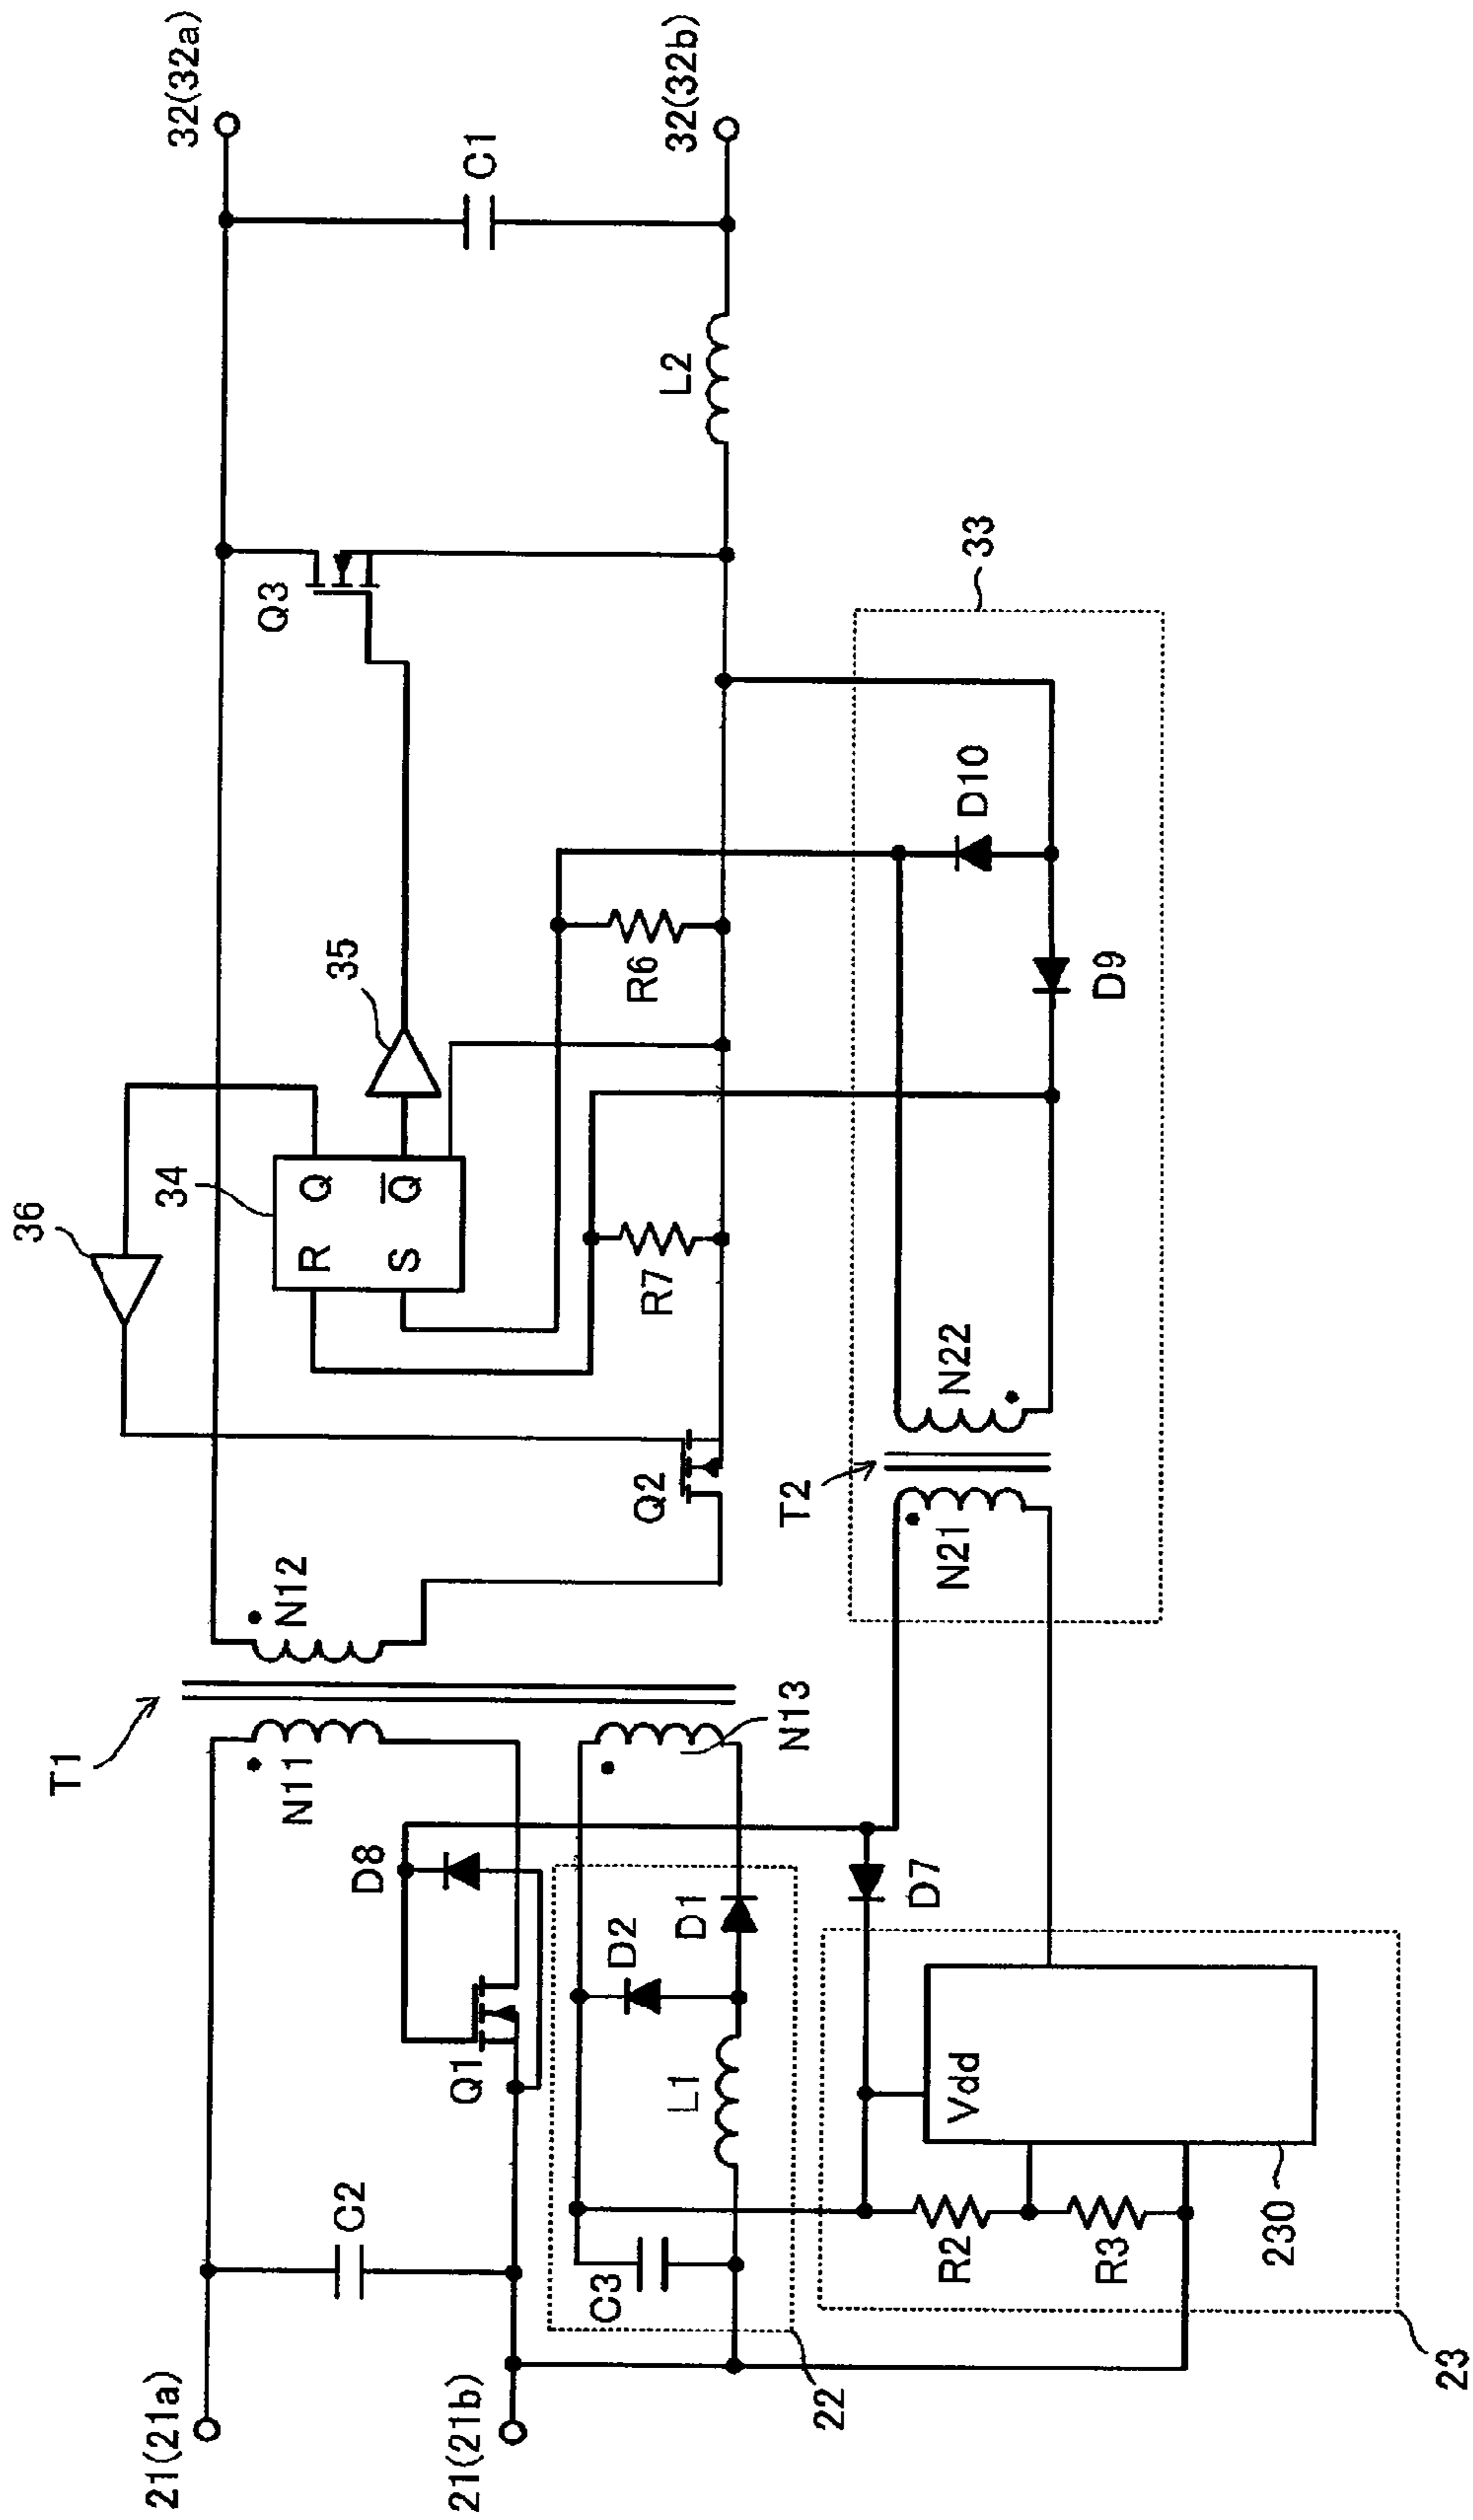 36
T1
34
35
32(32a)
21(21a)
N11
N12
R
Q
S
Q̅
Q3
C2
D8
C1
Q1
Q2
R7
R6
L2
32(32b)
21(21b)
C3
D2
L1
D1
N13
T2
22
D7
N21
N22
D10
33
Vdd
R2
R3
D9
230
23